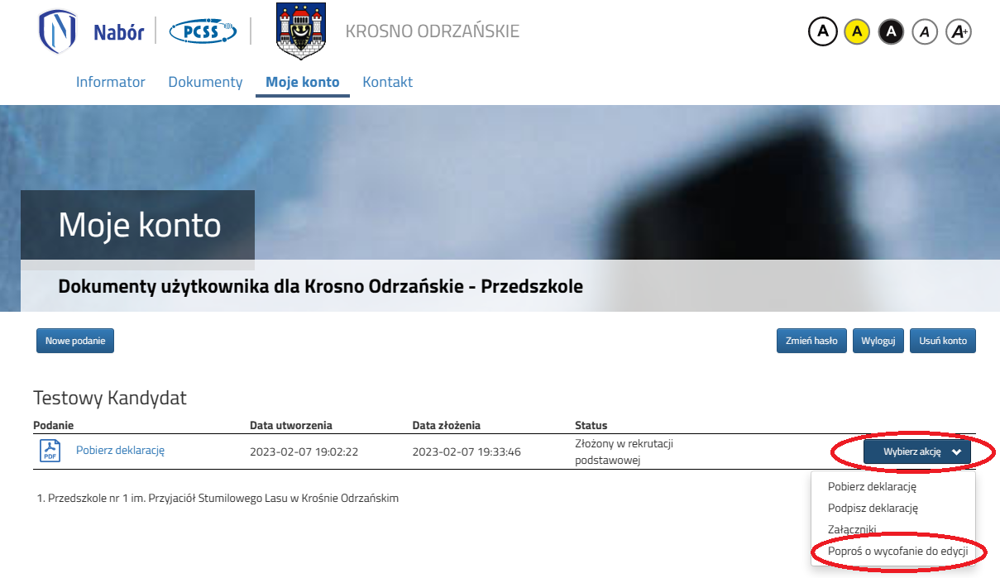 Nabór
PCSS
KROSNO ODRZAŃSKIE
A A A A A+
Informator Dokumenty Moje konto Kontakt
Moje konto
Dokumenty użytkownika dla Krosno Odrzańskie - Przedszkole
Nowe podanie Zmień hasło Wyloguj Usuń konto
Testowy Kandydat
Podanie Data utworzenia Data złożenia Status
PDF Pobierz deklarację 2023-02-07 19:02:22 2023-02-07 19:33:46 Złożony w rekrutacji
podstawowej
Wybierz akcję
1. Przedszkole nr 1 im. Przyjaciół Stumilowego Lasu w Krośnie Odrzańskim
Pobierz deklarację
Podpisz deklarację
Załączniki
Poproś o wycofanie do edycji